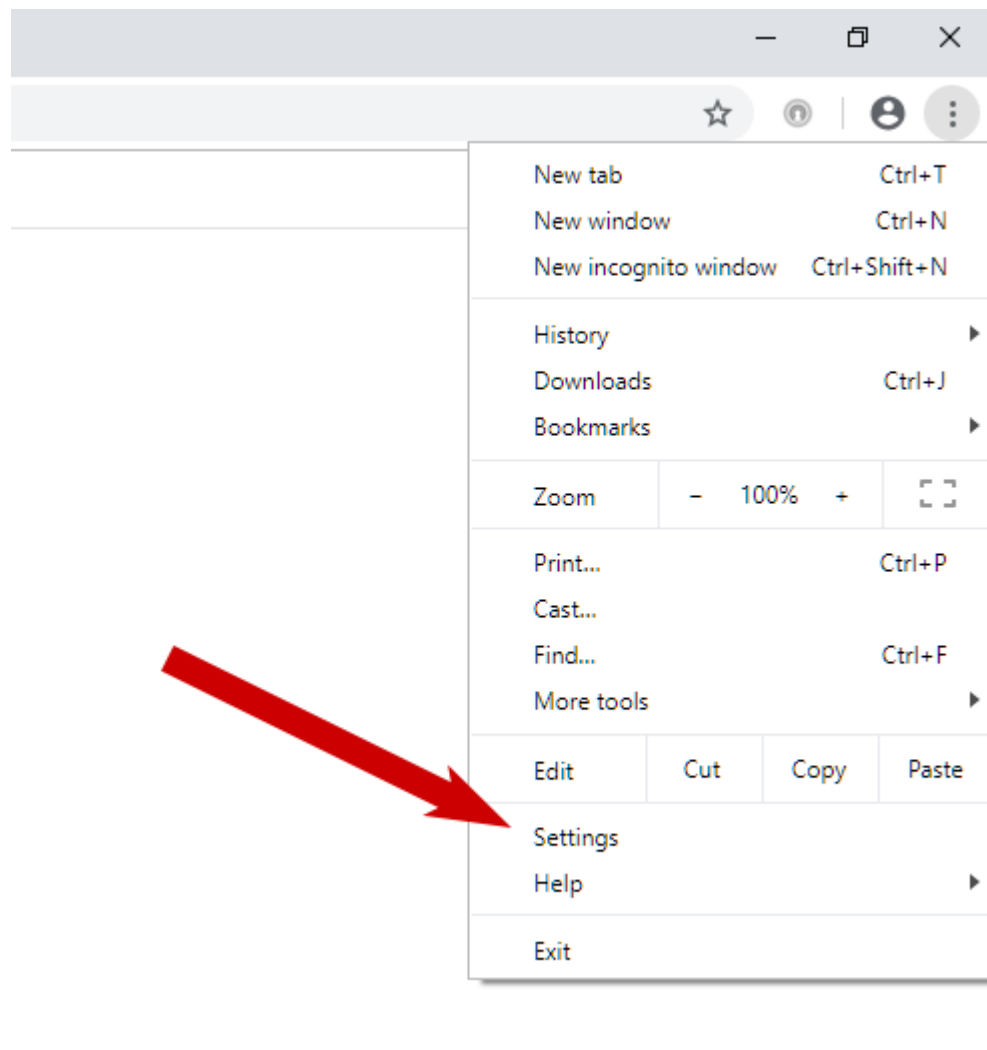 New tab Ctrl+T
New window Ctrl+N
New incognito window Ctrl+Shift+N
History
Downloads Ctrl+J
Bookmarks
Zoom - 100% +
Print... Ctrl+P
Cast...
Find... Ctrl+F
More tools
Edit Cut Copy Paste
Settings
Help
Exit